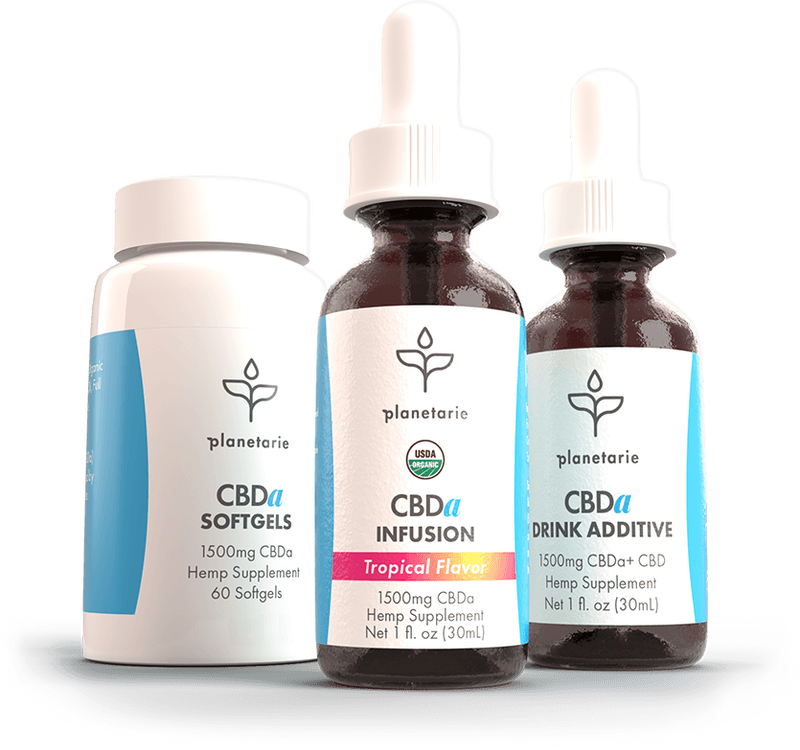 planetarie
CBDa
SOFTGELS
1500mg CBDa
Hemp Supplement
60 Softgels
planetarie
USDA
ORGANIC
CBDa
INFUSION
Tropical Flavor
1500mg CBDa
Hemp Supplement
Net 1 fl. oz (30mL)
planetarie
CBDa
DRINK ADDITIVE
1500mg CBDa+ CBD
Hemp Supplement
Net 1 fl. oz (30mL)